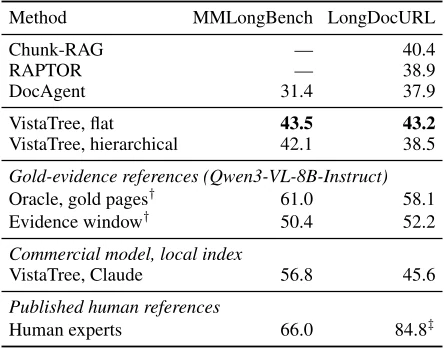 Method MMLongBench LongDocURL
Chunk-RAG — 40.4
RAPTOR — 38.9
DocAgent 31.4 37.9
VistaTree, flat 43.5 43.2
VistaTree, hierarchical 42.1 38.5
Gold-evidence references (Qwen3-VL-8B-Instruct)
Oracle, gold pages† 61.0 58.1
Evidence window† 50.4 52.2
Commercial model, local index
VistaTree, Claude 56.8 45.6
Published human references
Human experts 66.0 84.8‡